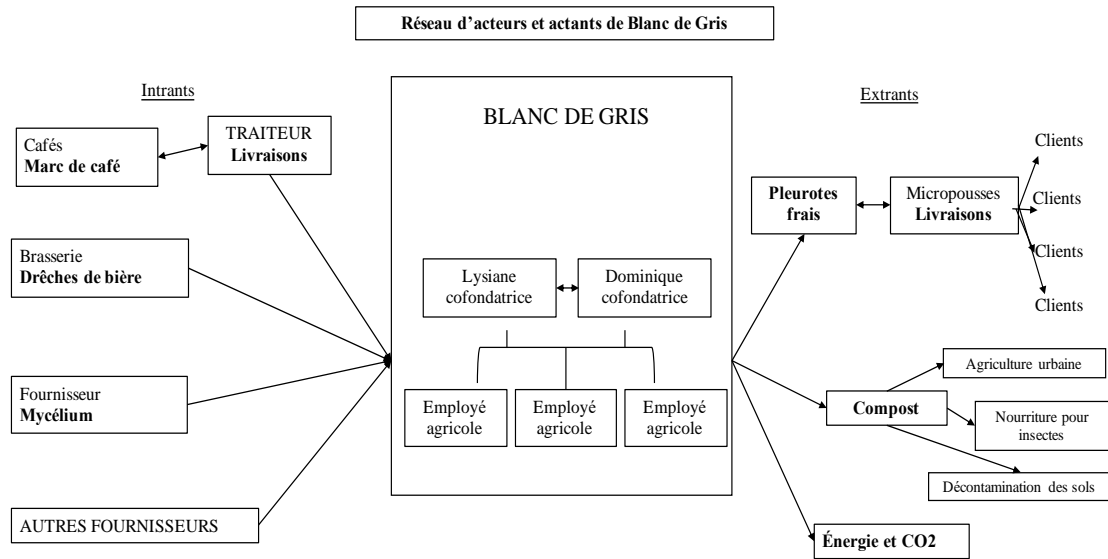 Réseau d'acteurs et actants de Blanc de Gris
Intrants
Cafés
Marc de café
TRAITEUR
Livraisons
Brasserie
Drêches de bière
Fournisseur
Mycélium
AUTRES FOURNISSEURS
BLANC DE GRIS
Lysiane
cofondatrice
Dominique
cofondatrice
Employé
agricole
Employé
agricole
Employé
agricole
Extrants
Pleurotes
frais
Micropousses
Livraisons
Clients
Clients
Clients
Clients
Compost
Agriculture urbaine
Nourriture pour
insectes
Décontamination des sols
Énergie et CO2